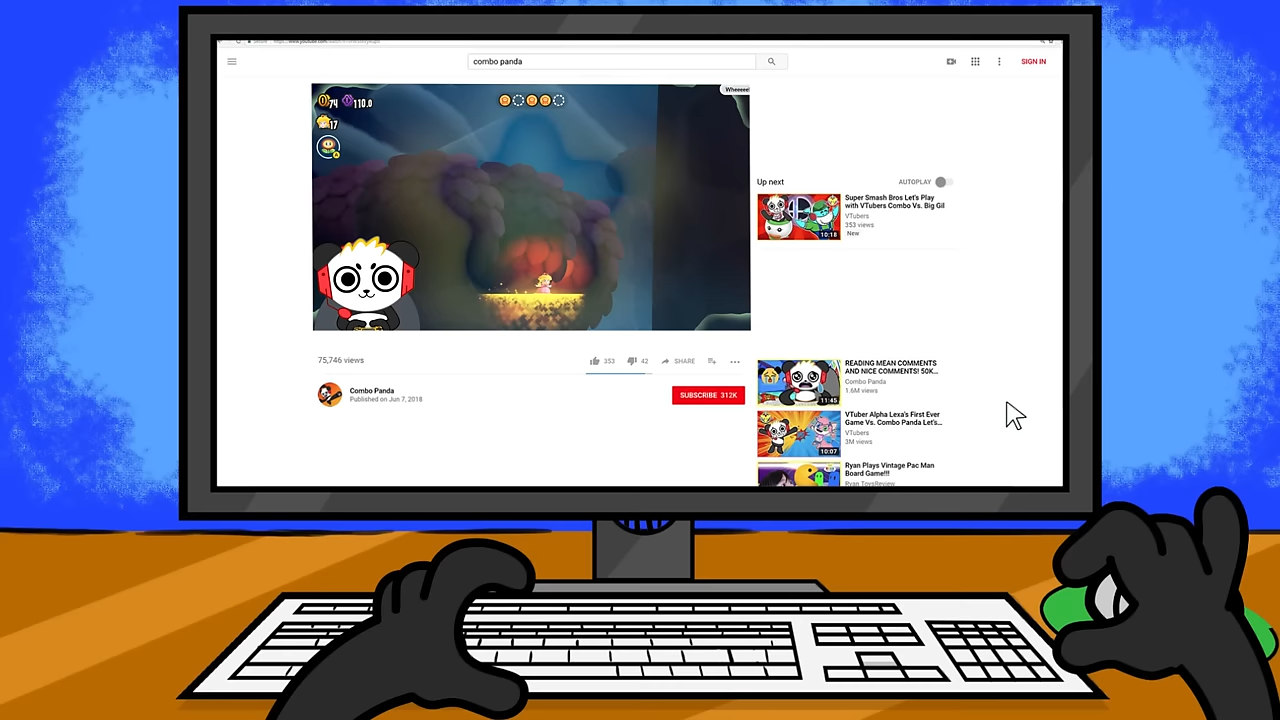 combo panda
SIGN IN
74 110.0
17
Wheeeee!
Up next
AUTOPLAY
Super Smash Bros Let's Play
with VTubers Combo Vs. Big Gil
VTubers
353 views
New
10:18
75,746 views
353
42
SHARE
Combo Panda
Published on Jun 7, 2018
SUBSCRIBE 312K
READING MEAN COMMENTS
AND NICE COMMENTS! 50K...
Combo Panda
1.6M views
11:45
VTuber Alpha Lexa's First Ever
Game Vs. Combo Panda Let's...
VTubers
3M views
10:07
Ryan Plays Vintage Pac Man
Board Game!!!
Ryan ToysReview